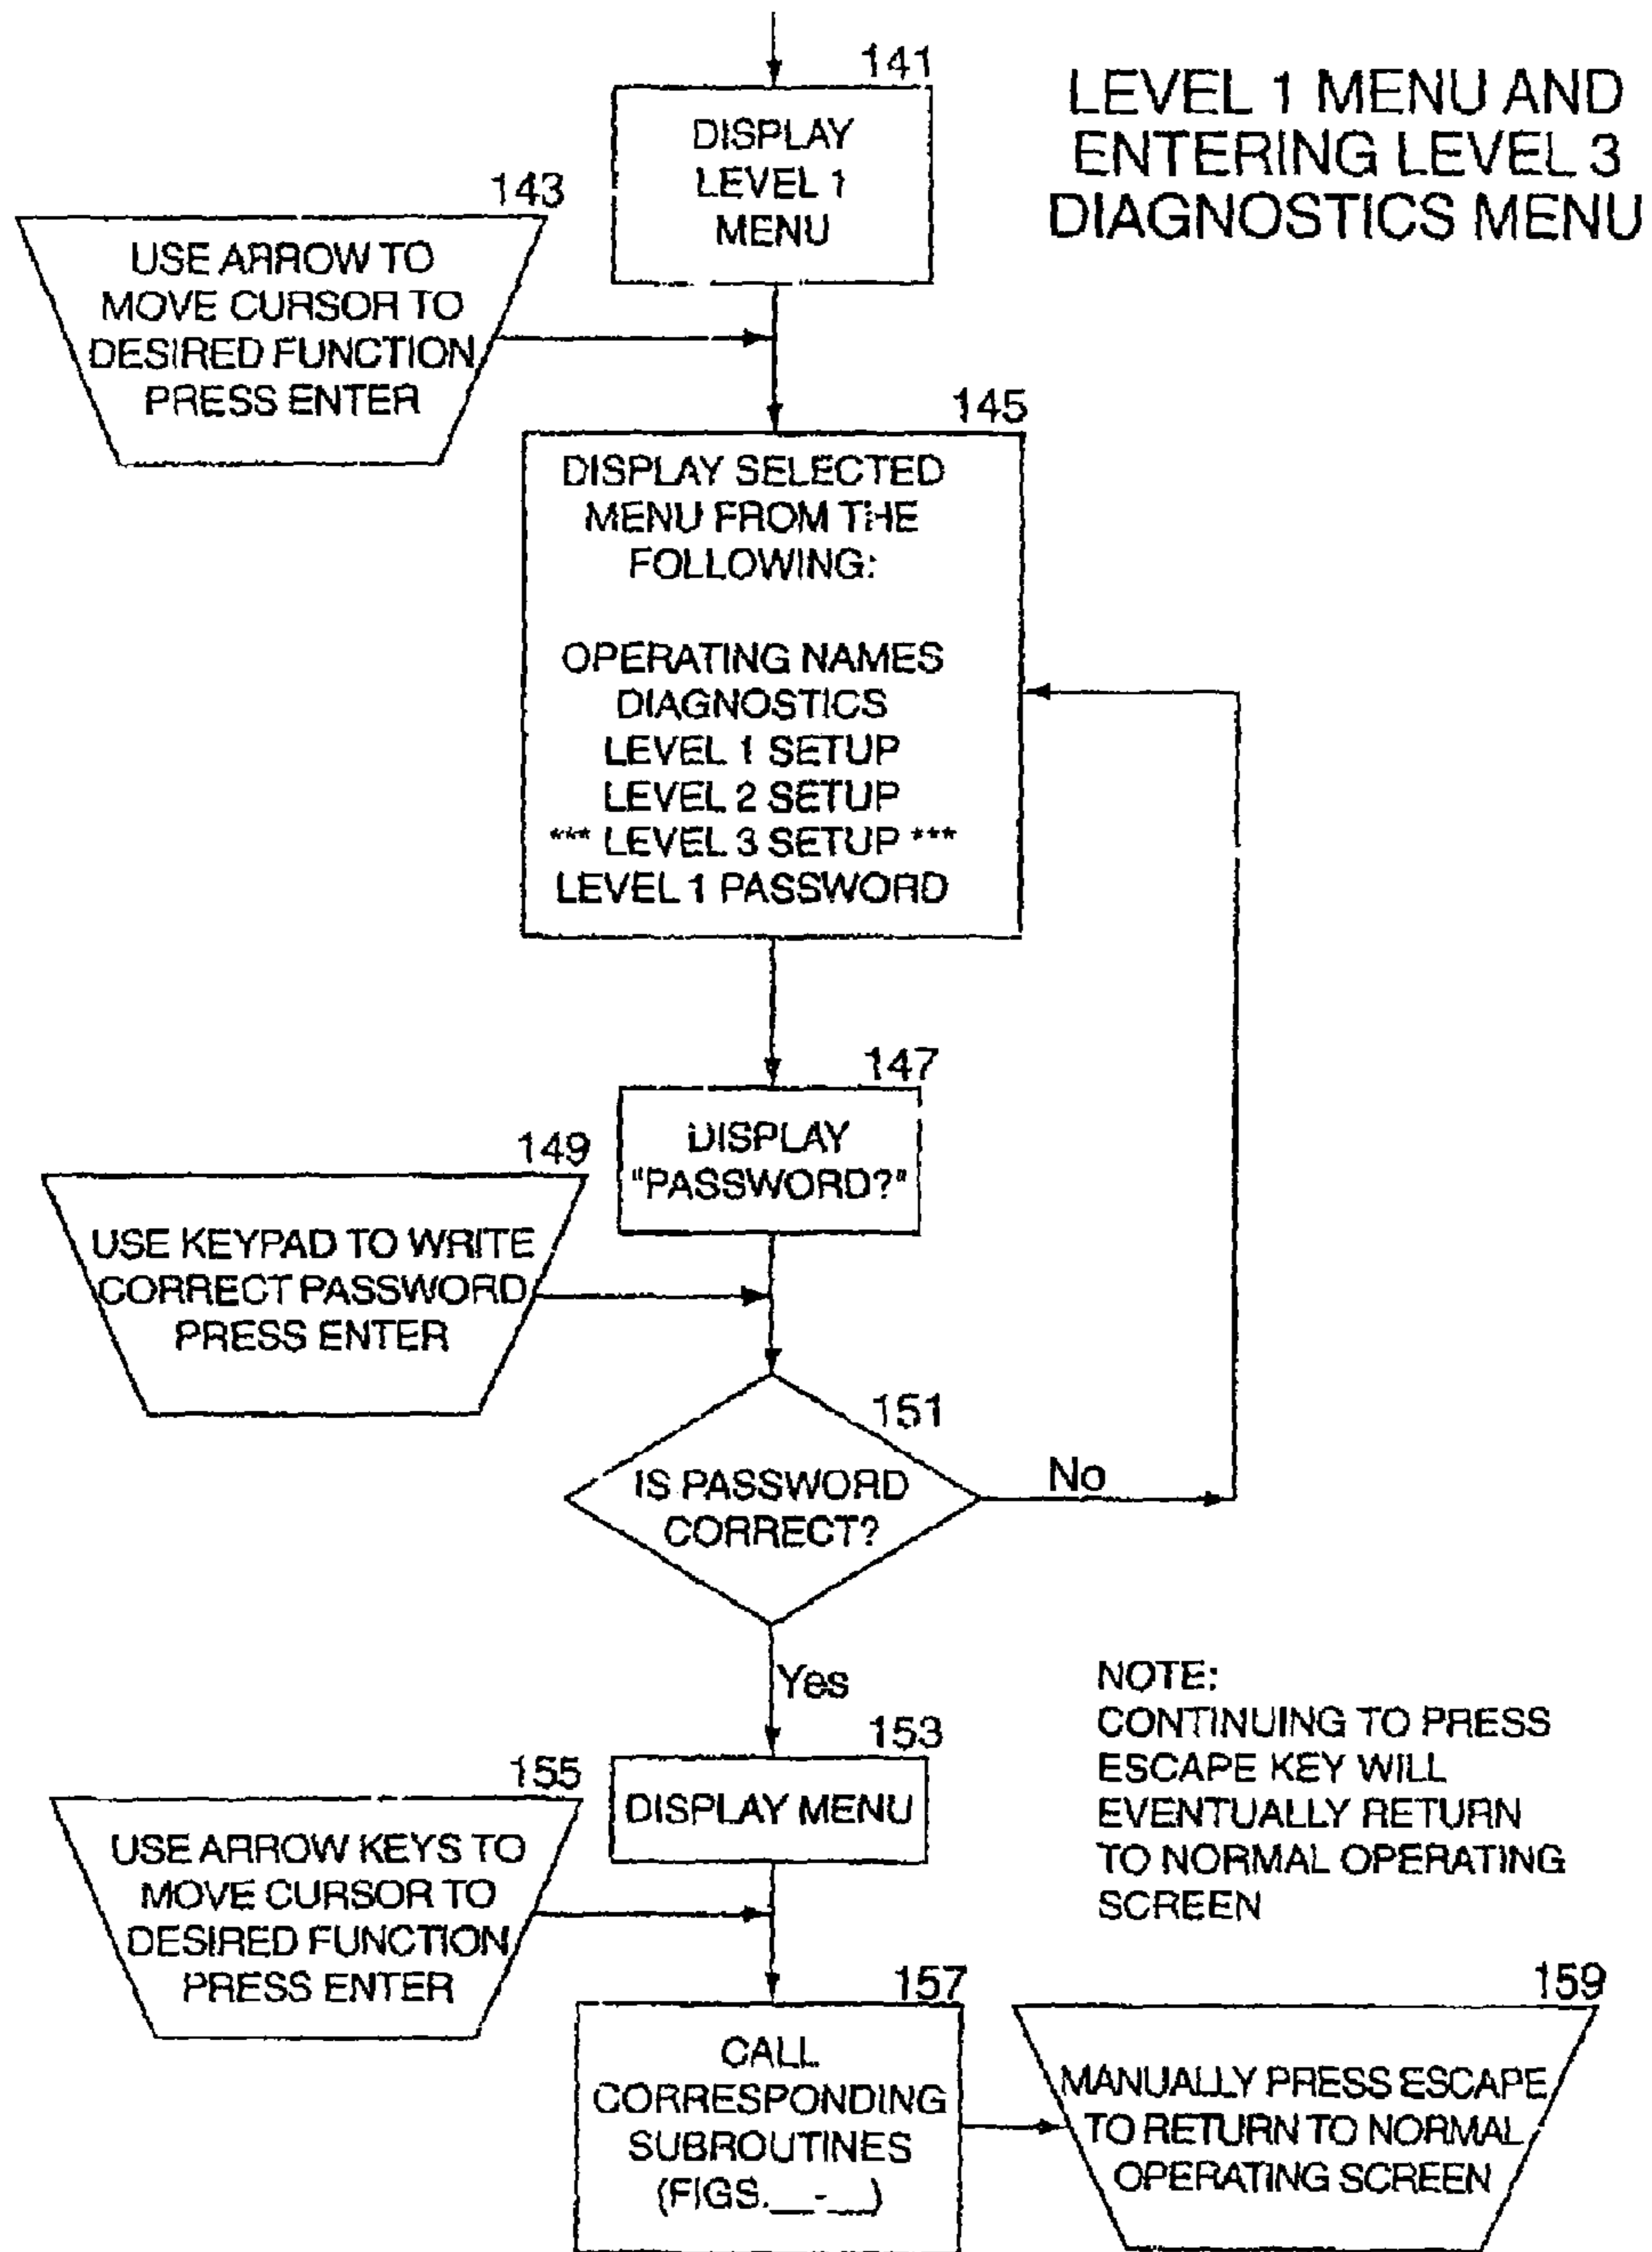 141
LEVEL 1 MENU AND
ENTERING LEVEL 3
DIAGNOSTICS MENU
DISPLAY
LEVEL 1
MENU
143
USE ARROW TO
MOVE CURSOR TO
DESIRED FUNCTION
PRESS ENTER
145
DISPLAY SELECTED
MENU FROM THE
FOLLOWING:
OPERATING NAMES
DIAGNOSTICS
LEVEL 1 SETUP
LEVEL 2 SETUP
*** LEVEL 3 SETUP ***
LEVEL 1 PASSWORD
147
DISPLAY
"PASSWORD?"
149
USE KEYPAD TO WRITE
CORRECT PASSWORD
PRESS ENTER
151
IS PASSWORD
CORRECT?
No
Yes
NOTE:
CONTINUING TO PRESS
ESCAPE KEY WILL
EVENTUALLY RETURN
TO NORMAL OPERATING
SCREEN
153
DISPLAY MENU
155
USE ARROW KEYS TO
MOVE CURSOR TO
DESIRED FUNCTION
PRESS ENTER
157
CALL
CORRESPONDING
SUBROUTINES
(FIGS.__-__)
159
MANUALLY PRESS ESCAPE
TO RETURN TO NORMAL
OPERATING SCREEN